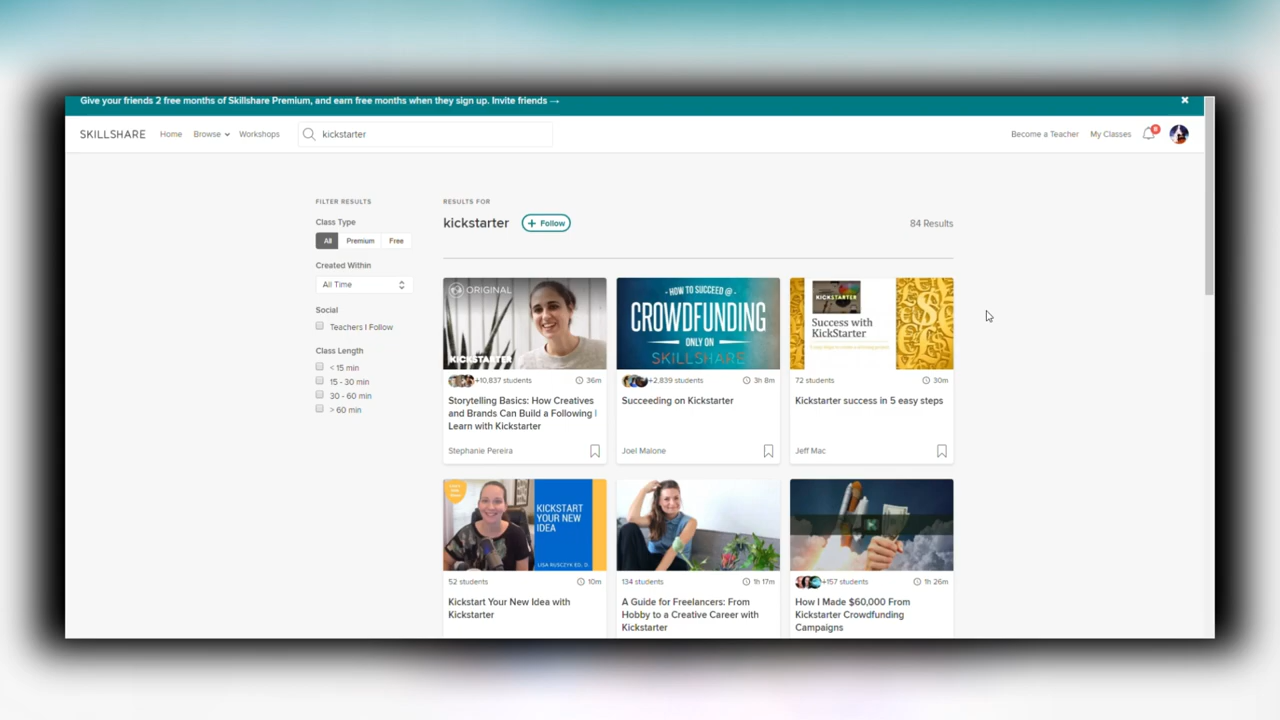 Give your friends 2 free months of Skillshare Premium, and earn free months when they sign up. Invite friends →
SKILLSHARE Home Browse Workshops kickstarter Become a Teacher My Classes
FILTER RESULTS
Class Type
All Premium Free
Created Within
All Time
Social
Teachers I Follow
Class Length
< 15 min
15 - 30 min
30 - 60 min
> 60 min
RESULTS FOR
kickstarter + Follow 84 Results
ORIGINAL
KICKSTARTER
+10,837 students 36m
Storytelling Basics: How Creatives
and Brands Can Build a Following |
Learn with Kickstarter
Stephanie Pereira
- HOW TO SUCCEED @ -
CROWDFUNDING
ONLY ON
SKILLSHARE
+2,839 students 3h 8m
Succeeding on Kickstarter
Joel Malone
KICKSTARTER
Success with
KickStarter
72 students 30m
Kickstarter success in 5 easy steps
Jeff Mac
KICKSTART
YOUR NEW
IDEA
LISA RUSCZYK ED. D.
52 students 10m
Kickstart Your New Idea with
Kickstarter
134 students 1h 17m
A Guide for Freelancers: From
Hobby to a Creative Career with
Kickstarter
+157 students 1h 26m
How I Made $60,000 From
Kickstarter Crowdfunding
Campaigns